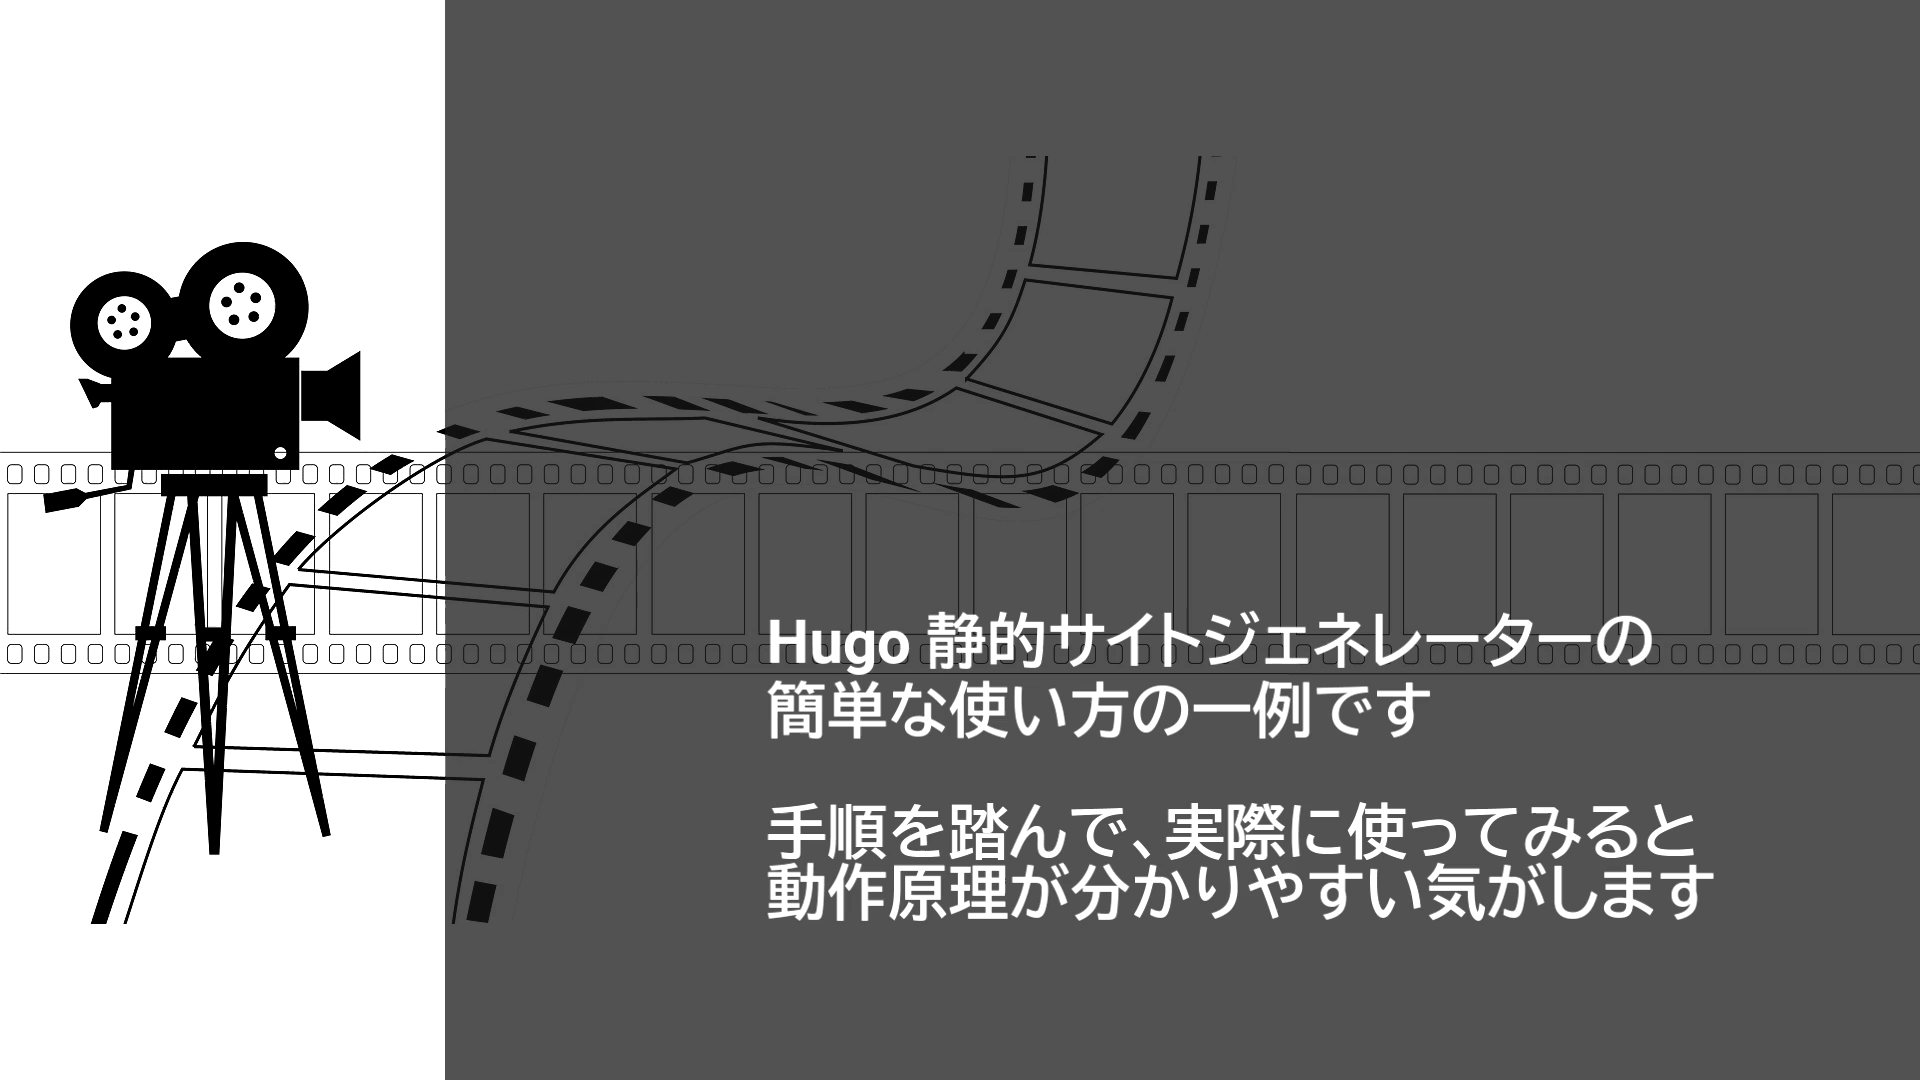 Hugo 静的サイトジェネレーターの
簡単な使い方の一例です
手順を踏んで、実際に使ってみると
動作原理が分かりやすい気がします